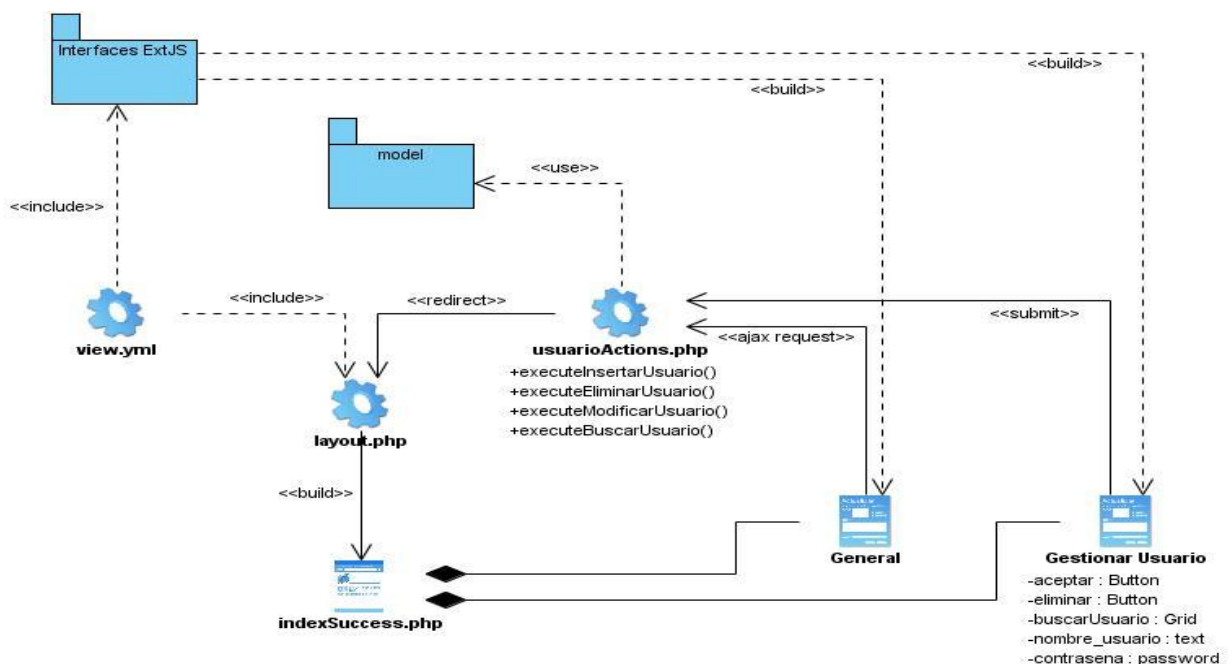 Interfaces ExtJS
<<build>>
<<build>>
model
<<use>>
<<include>>
<<include>>
<<redirect>>
<<submit>>
<<ajax request>>
view.yml
usuarioActions.php
+executeInsertarUsuario()
+executeEliminarUsuario()
+executeModificarUsuario()
+executeBuscarUsuario()
layout.php
<<build>>
General
Gestionar Usuario
-aceptar : Button
-eliminar : Button
-buscarUsuario : Grid
-nombre_usuario : text
-contrasena : password
indexSuccess.php